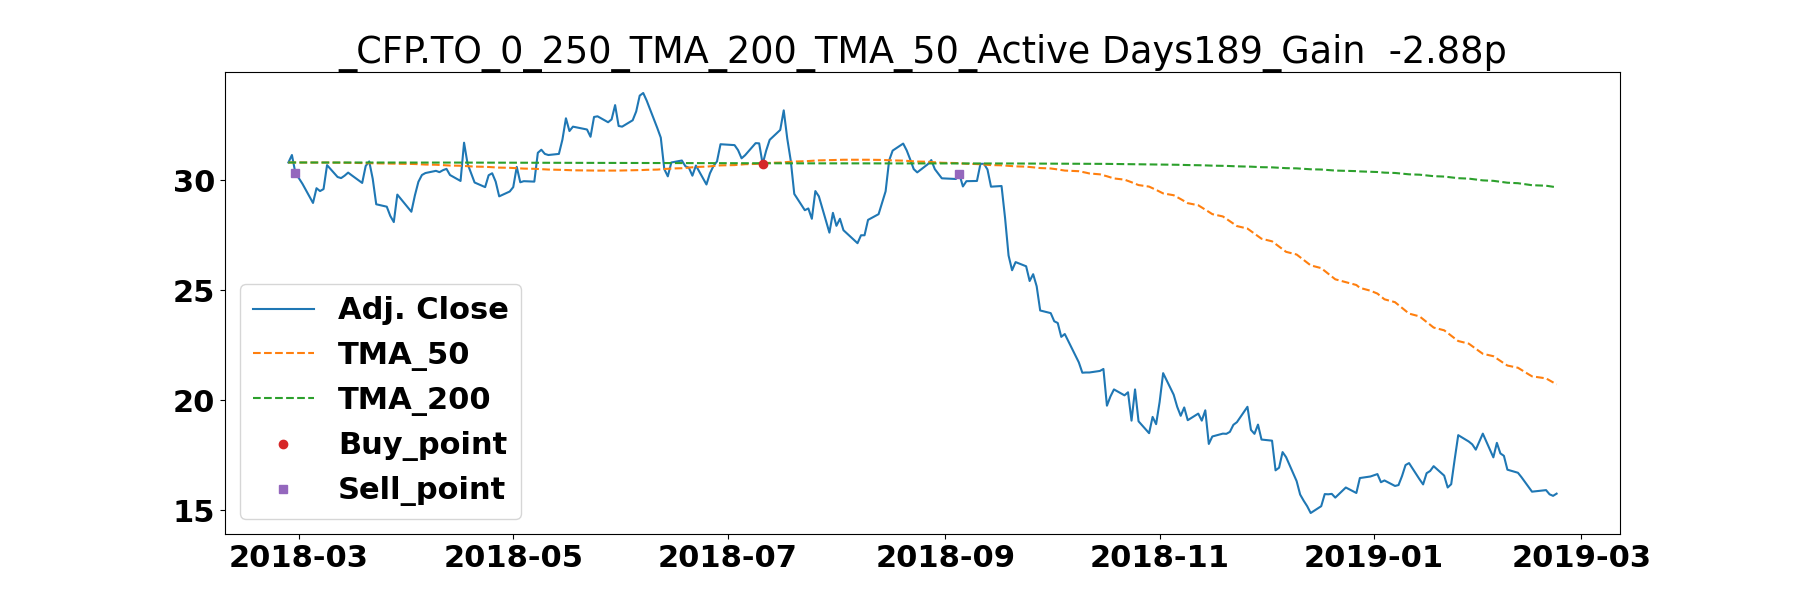 _CFP.TO_0_250_TMA_200_TMA_50_Active Days189_Gain  -2.88p
30
25
20
15
Adj. Close
TMA_50
TMA_200
Buy_point
Sell_point
2018-03 2018-05 2018-07 2018-09 2018-11 2019-01 2019-03